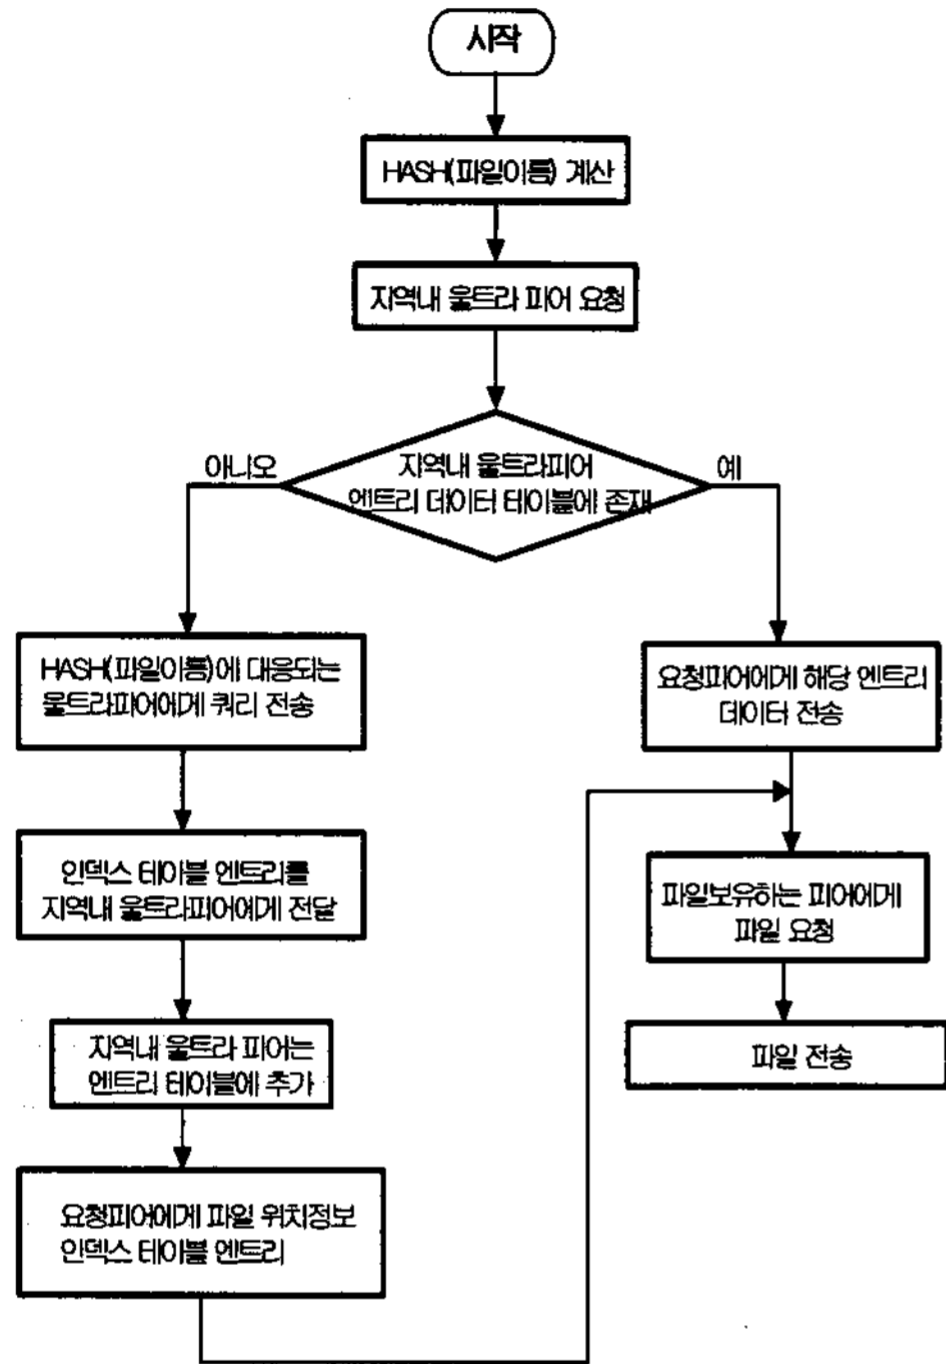 시작
HASH(파일이름) 계산
지역내 울트라 피어 요청
지역내 울트라피어
엔트리 데이터 테이블에 존재
아니오
예
HASH(파일이름)에 대응되는
울트라피어에게 쿼리 전송
인덱스 테이블 엔트리를
지역내 울트라피어에게 전달
지역내 울트라 피어는
엔트리 테이블에 추가
요청피어에게 파일 위치정보
인덱스 테이블 엔트리
요청피어에게 해당 엔트리
데이터 전송
파일보유하는 피어에게
파일 요청
파일 전송